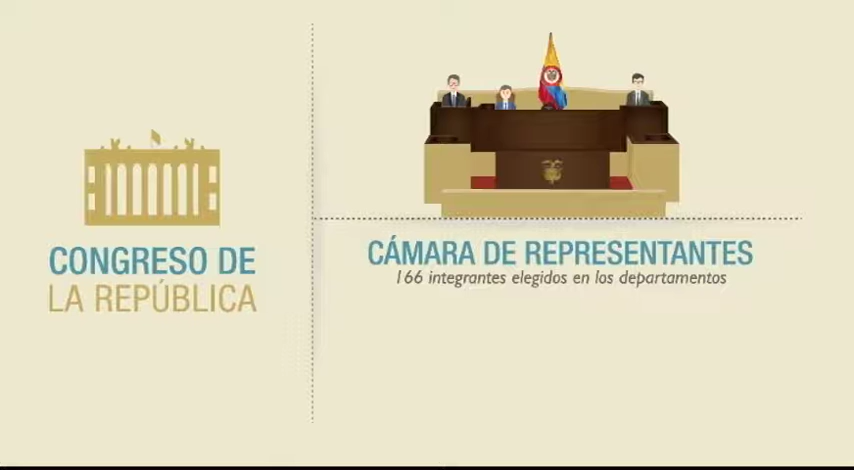 CONGRESO DE
LA REPÚBLICA
CÁMARA DE REPRESENTANTES
166 integrantes elegidos en los departamentos